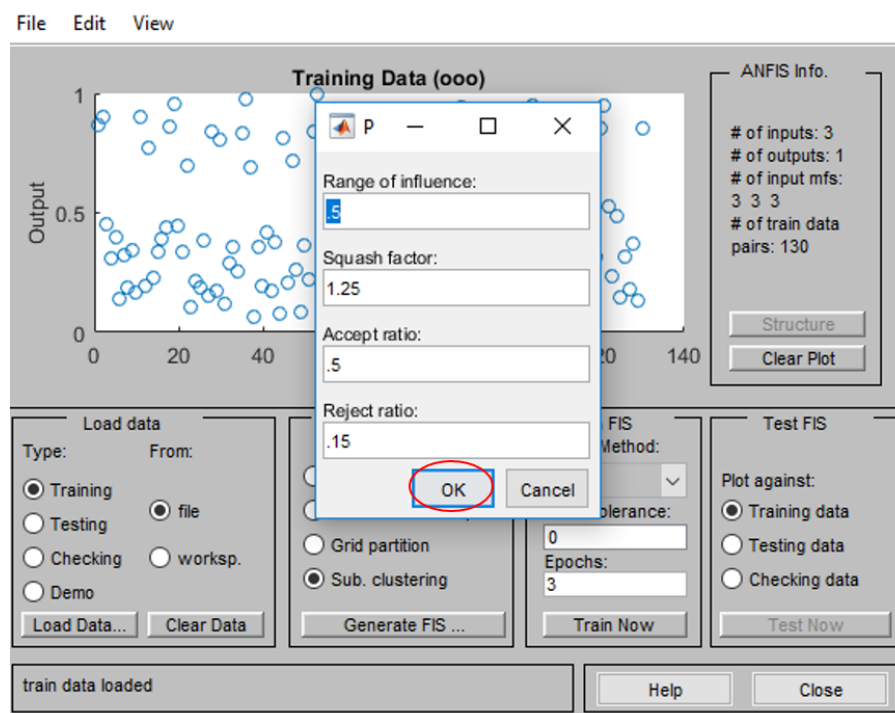 File Edit View
Training Data (ooo)
1
0.5
0
Output
0 20 40
20 140
P
Range of influence:
.5
Squash factor:
1.25
Accept ratio:
.5
Reject ratio:
.15
OK Cancel
ANFIS Info.
# of inputs: 3
# of outputs: 1
# of input mfs:
3 3 3
# of train data
pairs: 130
Structure
Clear Plot
Load data
Type: From:
Training
Testing
Checking
Demo
file
worksp.
Load Data... Clear Data
Grid partition
Sub. clustering
Generate FIS ...
FIS
Method:
olerance:
0
Epochs:
3
Train Now
Test FIS
Plot against:
Training data
Testing data
Checking data
Test Now
train data loaded
Help Close